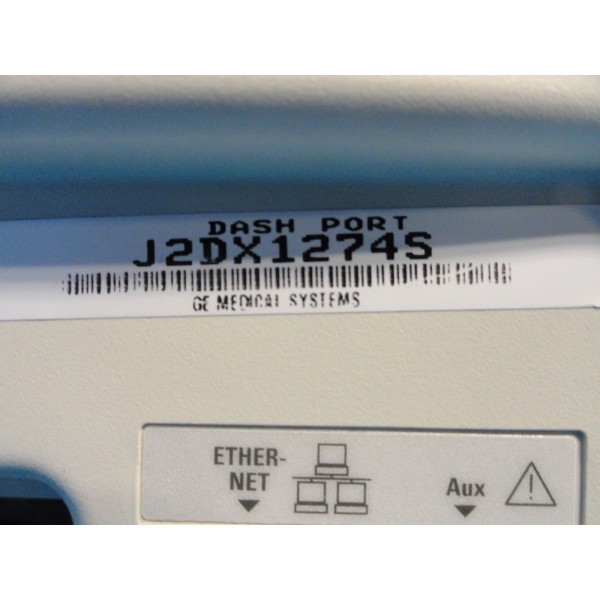 DASH PORT
J2DX1274S
GE MEDICAL SYSTEMS
ETHER-
NET
Aux